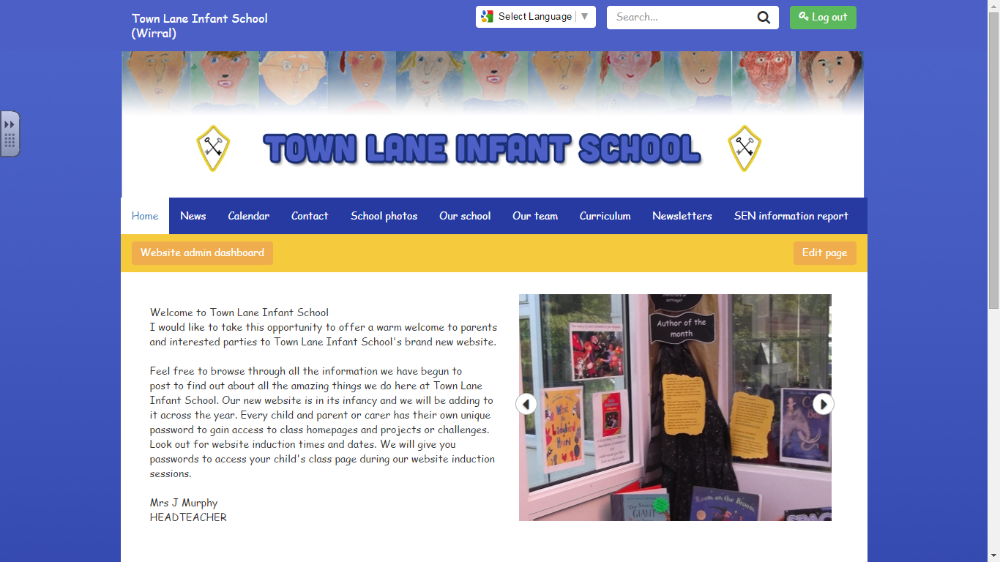 Town Lane Infant School
(Wirral)
Select Language
Search...
Log out
TOWN LANE INFANT SCHOOL
Home
News
Calendar
Contact
School photos
Our school
Our team
Curriculum
Newsletters
SEN information report
Website admin dashboard
Edit page
Welcome to Town Lane Infant School
I would like to take this opportunity to offer a warm welcome to parents
and interested parties to Town Lane Infant School's brand new website.
Feel free to browse through all the information we have begun to
post to find out about all the amazing things we do here at Town Lane
Infant School. Our new website is in its infancy and we will be adding to
it across the year. Every child and parent or carer has their own unique
password to gain access to class homepages and projects or challenges.
Look out for website induction times and dates. We will give you
passwords to access your child's class page during our website induction
sessions.
Mrs J Murphy
HEADTEACHER
settings?
Author of the
month
What the
Ladybird
Heard
GIANT
Room on the Broom